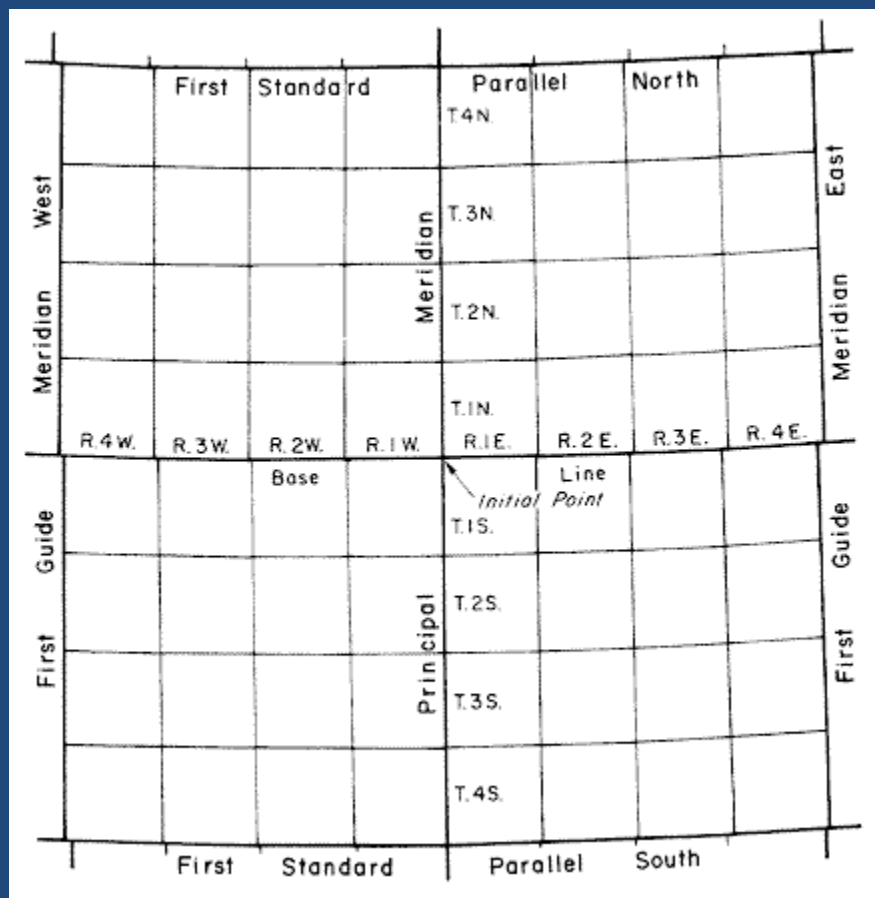 First Standard Parallel North
T.4N.
T.3N.
T.2N.
T.1N.
R.4W. R.3W. R.2W. R.1W. R.1E. R.2E. R.3E. R.4E.
Base Line
Initial Point
T.1S.
T.2S.
T.3S.
T.4S.
First Standard Parallel South
First Guide Meridian West
Principal Meridian
First Guide Meridian East